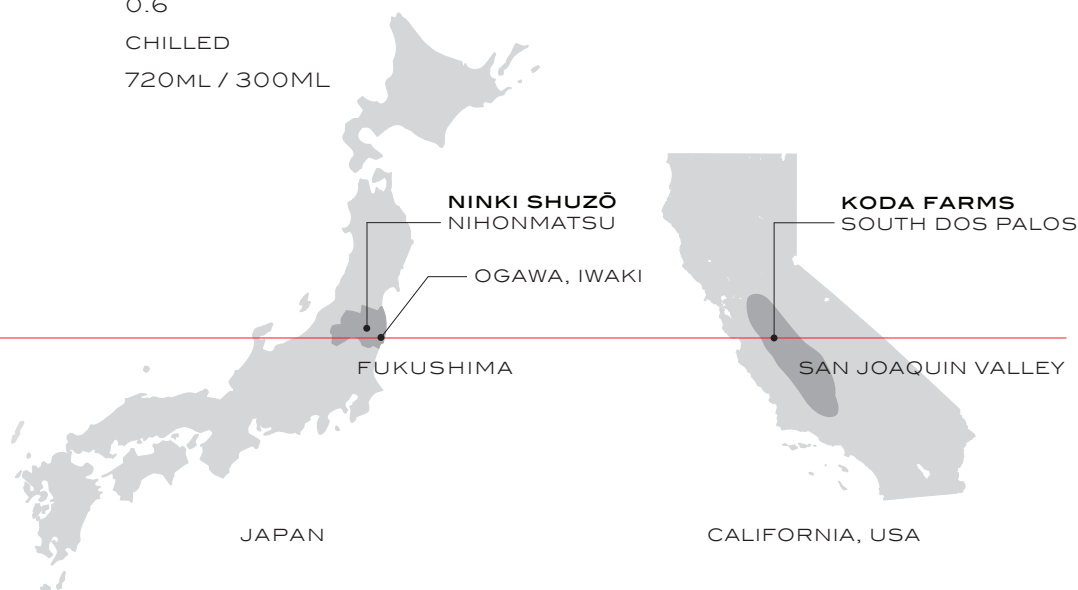 0.6
CHILLED
720ML / 300ML
NINKI SHUZŌ
NIHONMATSU
OGAWA, IWAKI
FUKUSHIMA
JAPAN
KODA FARMS
SOUTH DOS PALOS
SAN JOAQUIN VALLEY
CALIFORNIA, USA